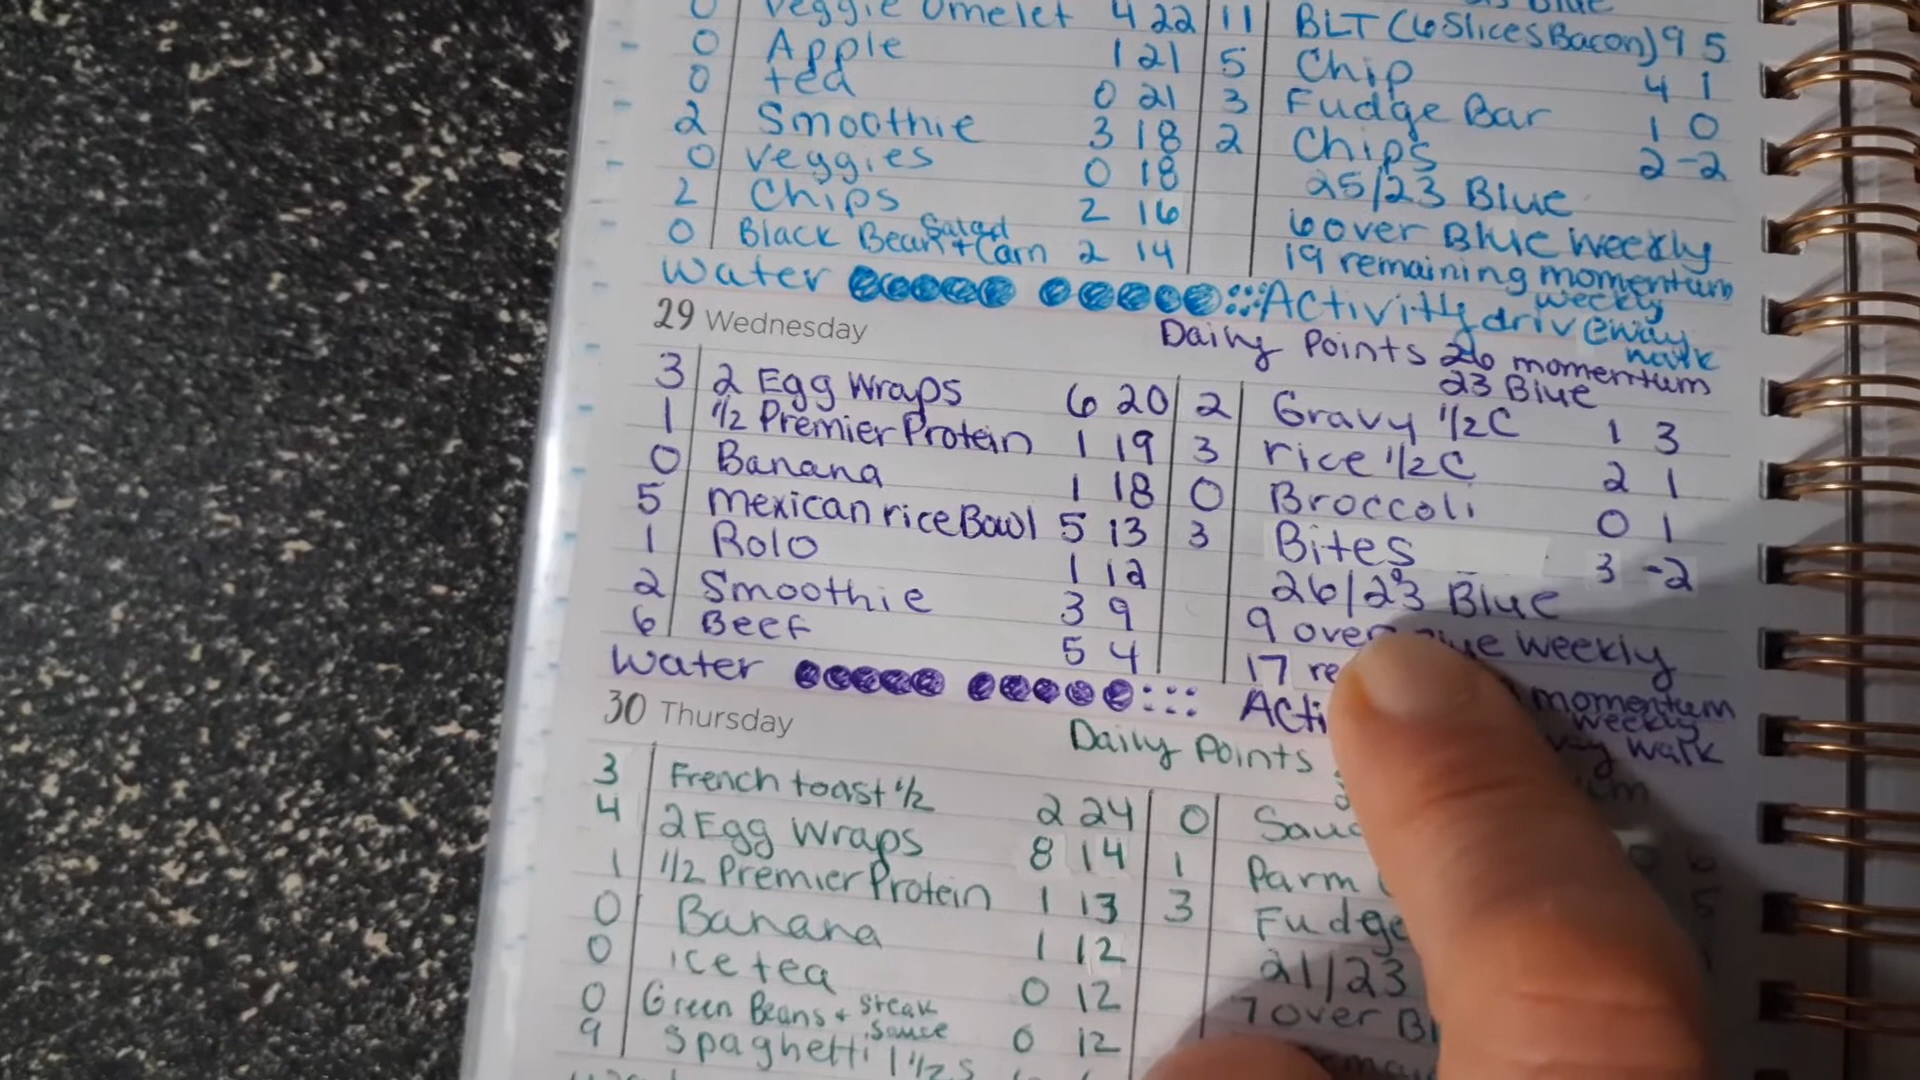 0 Veggie Omelet 4 22 11 BLT (6 Slices Bacon) 9 5
0 Apple 1 21 5 Chip 4 1
0 tea 0 21 3 Fudge Bar 1 0
2 Smoothie 3 18 2 Chips 2 -2
0 veggies 0 18 25/23 Blue
2 Chips 2 16 6 over Blue weekly
0 Black Bean + Corn Salad 2 14 19 remaining momentum weekly
Water Activity driveway walk
29 Wednesday Daily Points 26 momentum
23 Blue
3 2 Egg Wraps 6 20 2 Gravy 1/2 C 1 3
1 1/2 Premier Protein 1 19 3 rice 1/2 C 2 1
0 Banana 1 18 0 Broccoli 0 1
5 mexican rice Bowl 5 13 3 Bites 3 -2
1 Rolo 1 12 26/23 Blue
2 Smoothie 3 9 9 over weekly
6 Beef 5 4 17 momentum weekly
Water walk
30 Thursday Daily Points
3 French toast 1/2 2 24 0
4 2 Egg Wraps 8 14 1 Parm
1 1/2 Premier Protein 1 13 3 Fudge
0 Banana 1 12 21/23
0 ice tea 0 12 7 over
0 Green Beans + Steak Sauce 0 12
9 Spaghetti 1 1/2 S